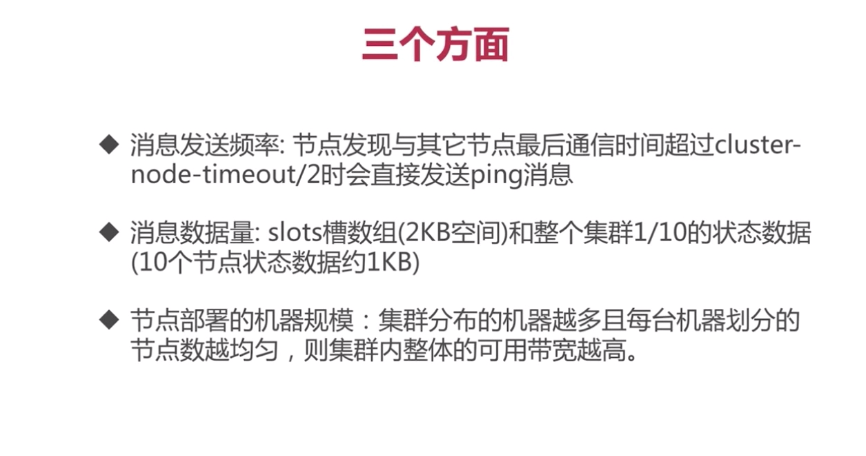 三个方面
◆ 消息发送频率: 节点发现与其它节点最后通信时间超过cluster-
node-timeout/2时会直接发送ping消息
◆ 消息数据量: slots槽数组(2KB空间)和整个集群1/10的状态数据
(10个节点状态数据约1KB)
◆ 节点部署的机器规模：集群分布的机器越多且每台机器划分的
节点数越均匀，则集群内整体的可用带宽越高。